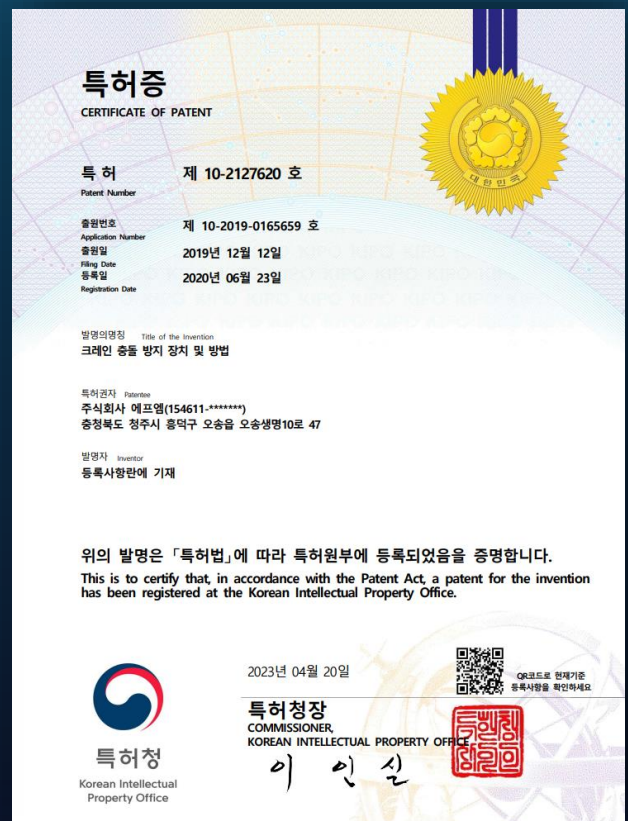 특허증
CERTIFICATE OF PATENT
대한민국
특 허 제 10-2127620 호
Patent Number
출원번호 제 10-2019-0165659 호
Application Number
출원일 2019년 12월 12일
Filing Date
등록일 2020년 06월 23일
Registration Date
발명의명칭 Title of the Invention
크레인 충돌 방지 장치 및 방법
특허권자 Patentee
주식회사 에프엠(154611-*******)
충청북도 청주시 흥덕구 오송읍 오송생명10로 47
발명자 Inventor
등록사항란에 기재
위의 발명은 「특허법」에 따라 특허원부에 등록되었음을 증명합니다.
This is to certify that, in accordance with the Patent Act, a patent for the invention
has been registered at the Korean Intellectual Property Office.
2023년 04월 20일
QR코드로 현재기준
등록사항을 확인하세요
특허청장
COMMISSIONER,
KOREAN INTELLECTUAL PROPERTY OFFICE
이 인 실
특허청
Korean Intellectual
Property Office